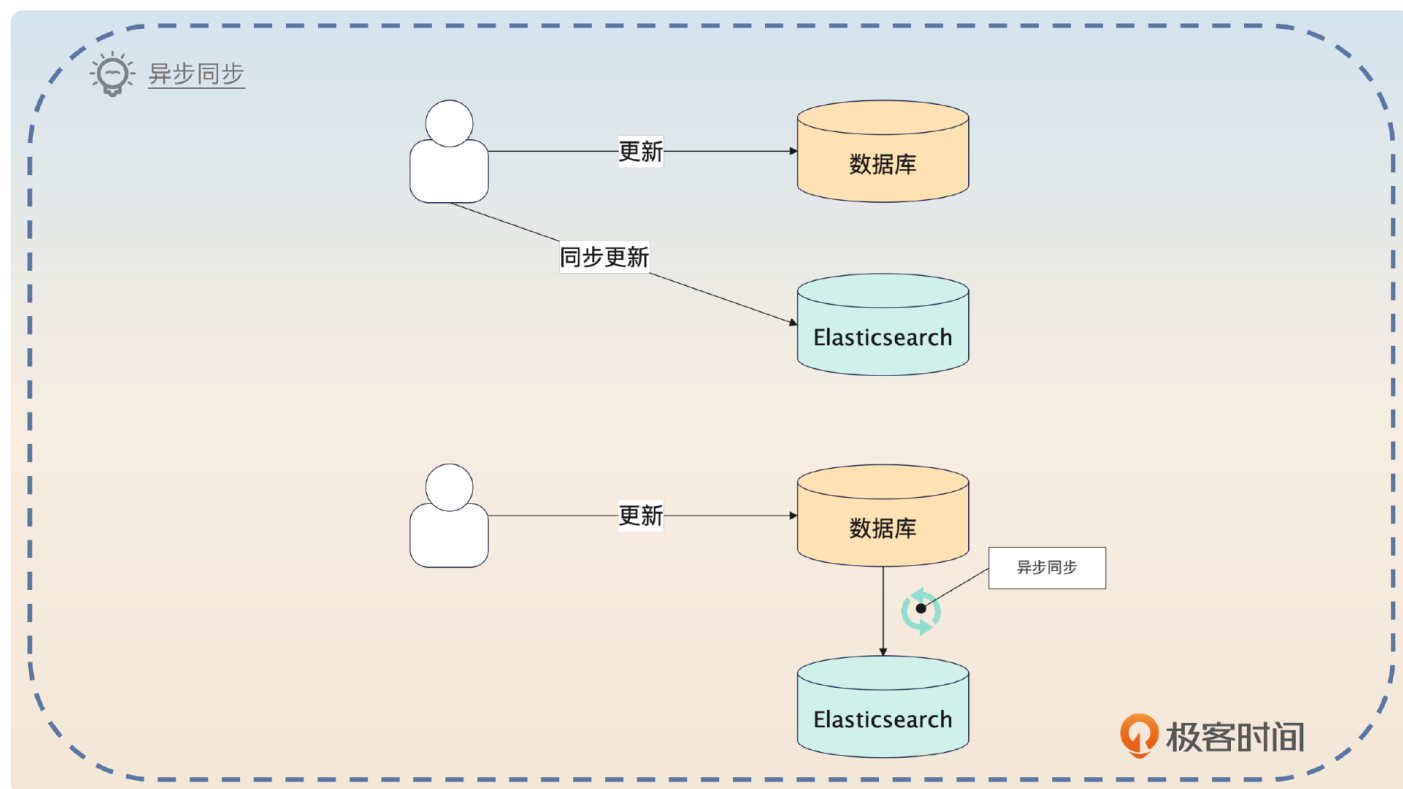 异步同步
更新
数据库
同步更新
Elasticsearch
更新
数据库
异步同步
Elasticsearch
极客时间